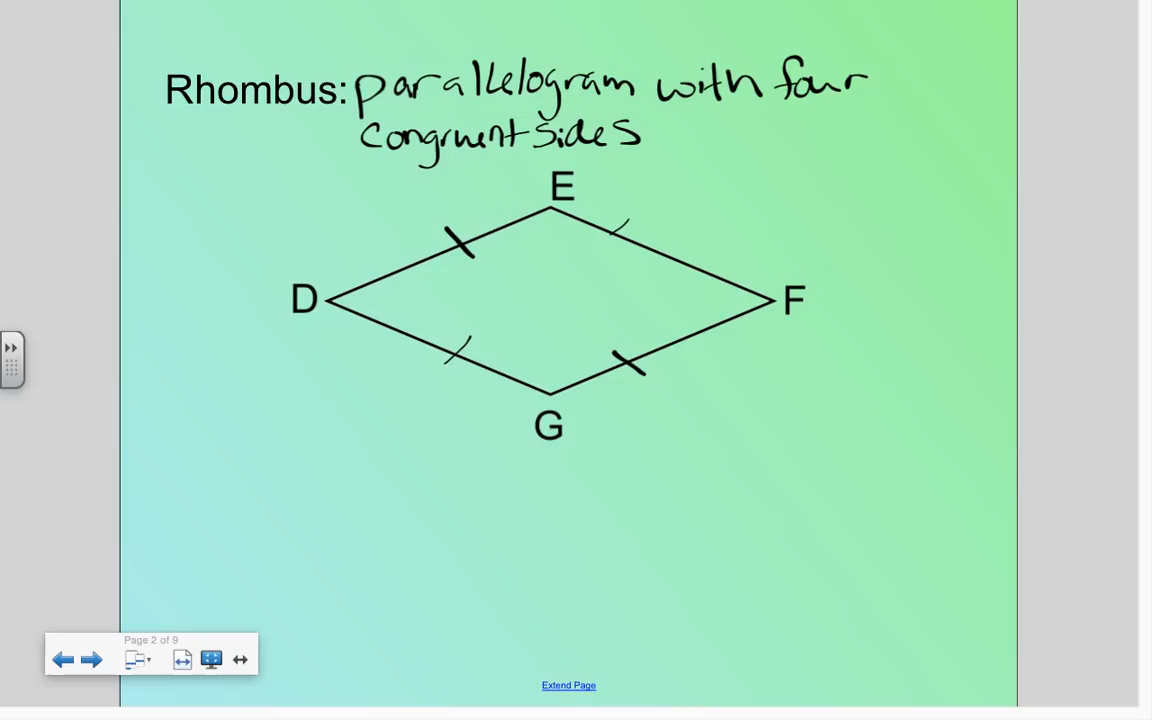 Rhombus: parallelogram with four
congruent sides
E
D
F
G
Page 2 of 9
Extend Page